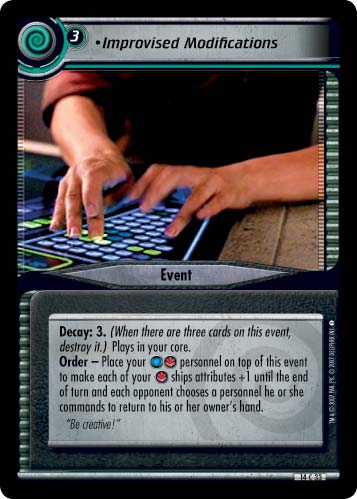 3
•Improvised Modifications
Event
Decay: 3. (When there are three cards on this event,
destroy it.) Plays in your core.
Order – Place your personnel on top of this event
to make each of your ships attributes +1 until the end
of turn and each opponent chooses a personnel he or she
commands to return to his or her owner's hand.
"Be creative!"
14 C 33